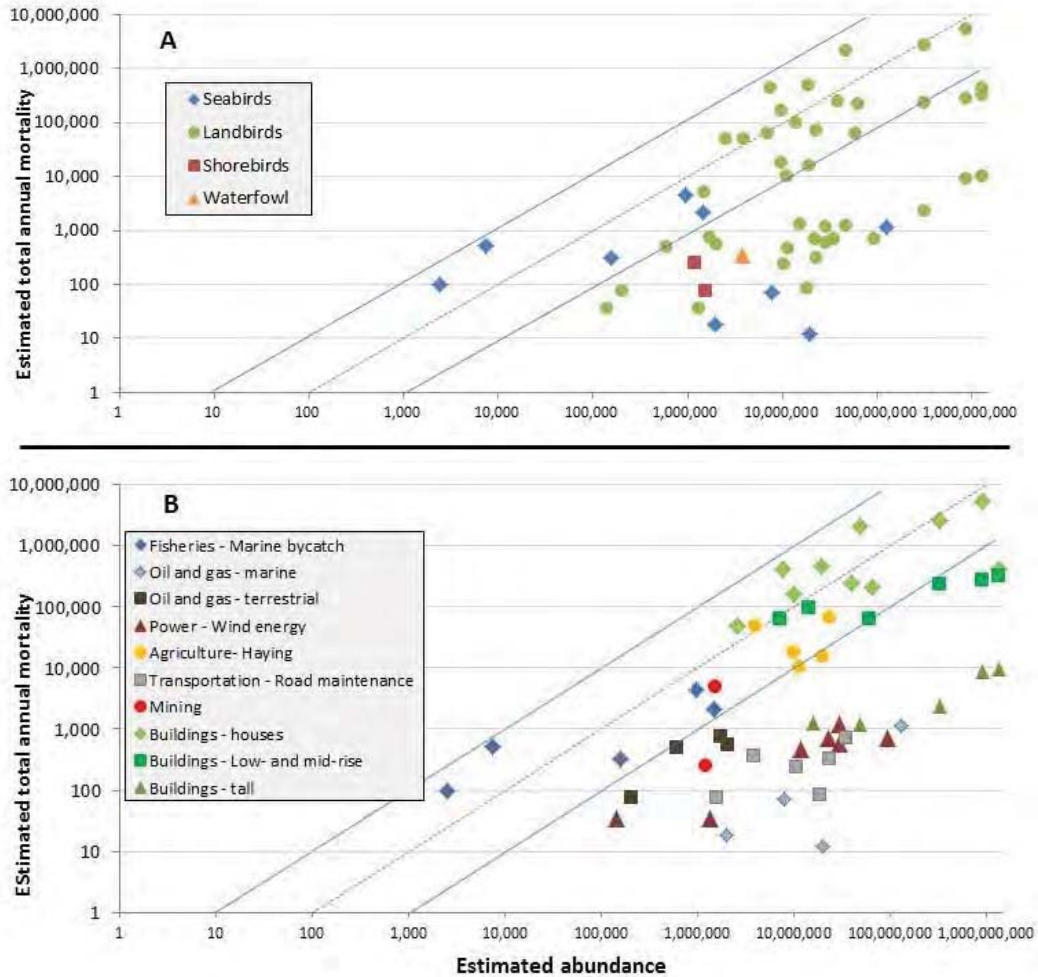 10,000,000
1,000,000
100,000
10,000
1,000
100
10
1
Estimated total annual mortality
A
Seabirds
Landbirds
Shorebirds
Waterfowl
1 10 100 1,000 10,000 100,000 1,000,000 10,000,000 100,000,000 1,000,000,000
10,000,000
1,000,000
100,000
10,000
1,000
100
10
1
EStimated total annual mortality
B
Fisheries - Marine bycatch
Oil and gas - marine
Oil and gas - terrestrial
Power - Wind energy
Agriculture- Haying
Transportation - Road maintenance
Mining
Buildings - houses
Buildings - Low- and mid-rise
Buildings - tall
1 10 100 1,000 10,000 100,000 1,000,000 10,000,000 100,000,000 1,000,000,000
Estimated abundance